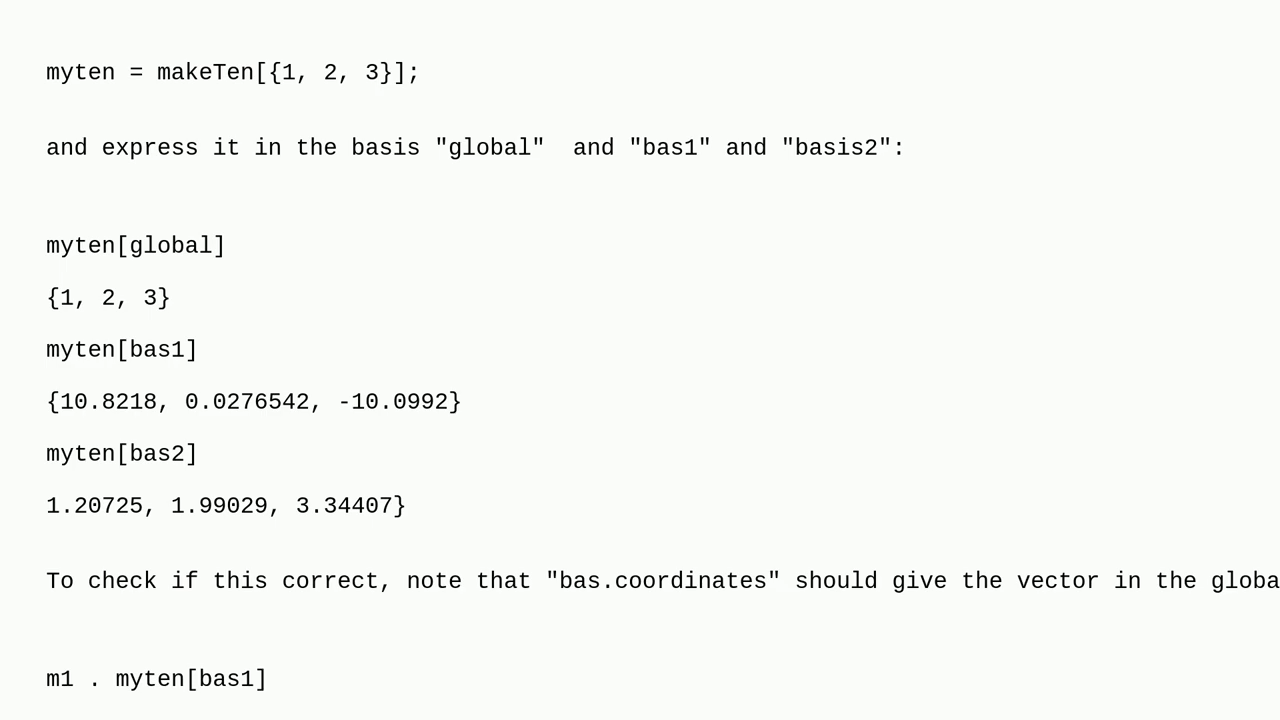 myten = makeTen[{1, 2, 3}];
and express it in the basis "global"  and "bas1" and "basis2":
myten[global]
{1, 2, 3}
myten[bas1]
{10.8218, 0.0276542, -10.0992}
myten[bas2]
1.20725, 1.99029, 3.34407}
To check if this correct, note that "bas.coordinates" should give the vector in the globa
m1 . myten[bas1]